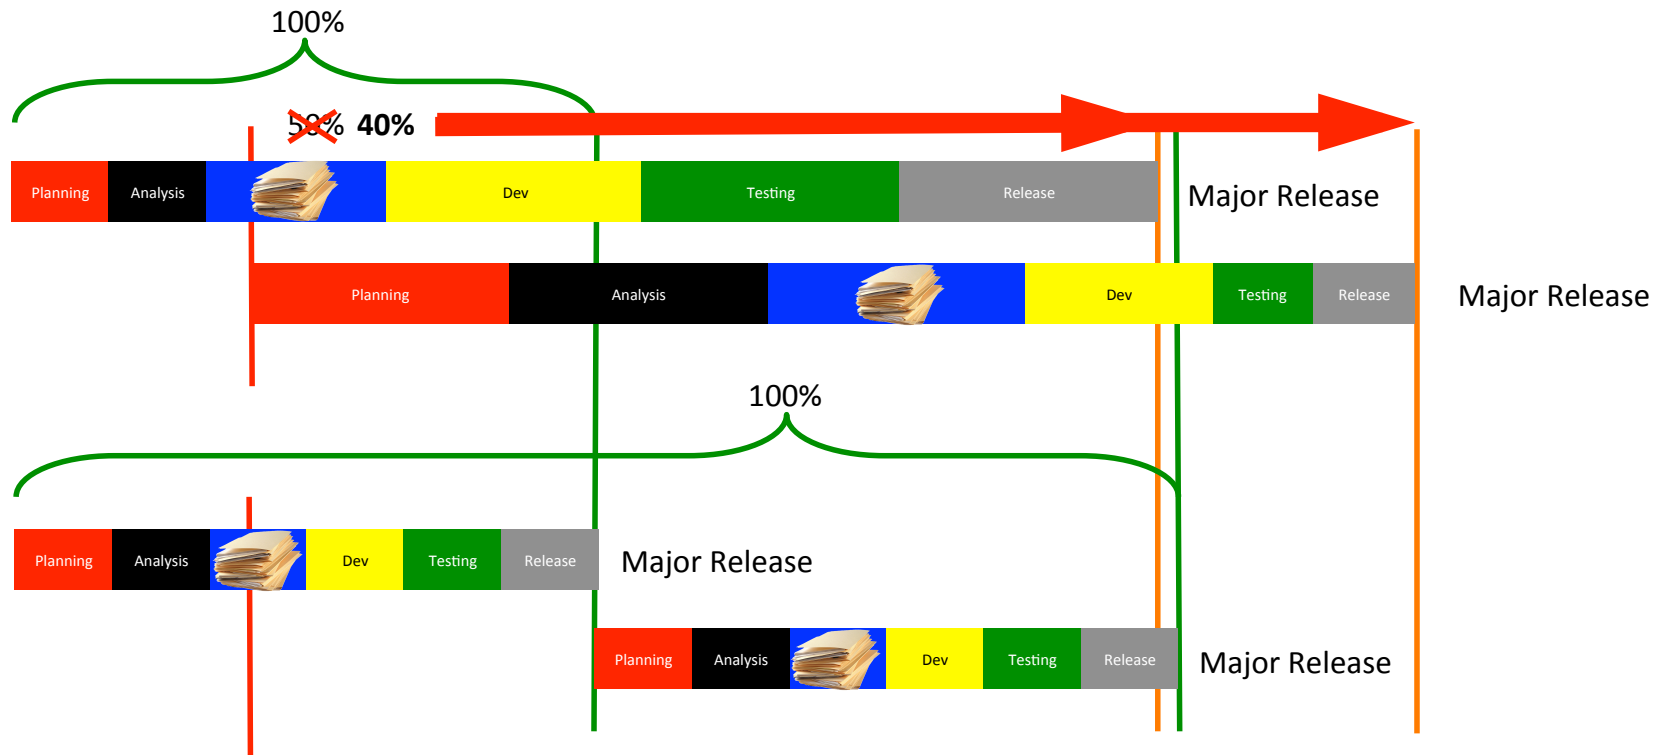 100%
50% 40%
Planning Analysis Dev Testing Release Major Release
Planning Analysis Dev Testing Release Major Release
100%
Planning Analysis Dev Testing Release Major Release
Planning Analysis Dev Testing Release Major Release